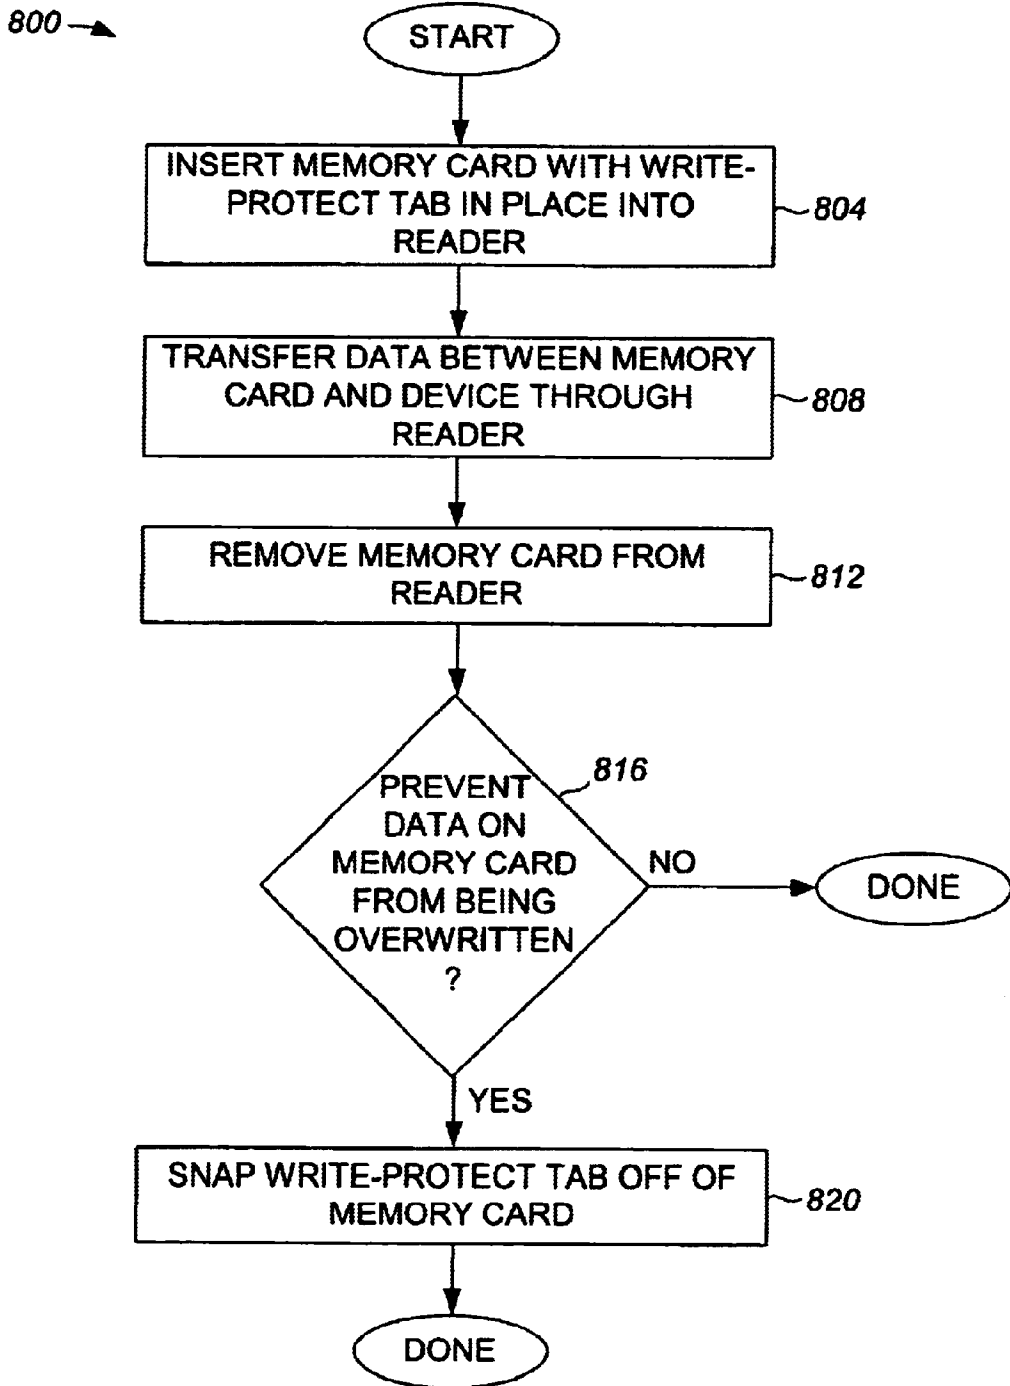 800
START
INSERT MEMORY CARD WITH WRITE-
PROTECT TAB IN PLACE INTO
READER
804
TRANSFER DATA BETWEEN MEMORY
CARD AND DEVICE THROUGH
READER
808
REMOVE MEMORY CARD FROM
READER
812
816
PREVENT
DATA ON
MEMORY CARD
FROM BEING
OVERWRITTEN
?
NO
DONE
YES
SNAP WRITE-PROTECT TAB OFF OF
MEMORY CARD
820
DONE